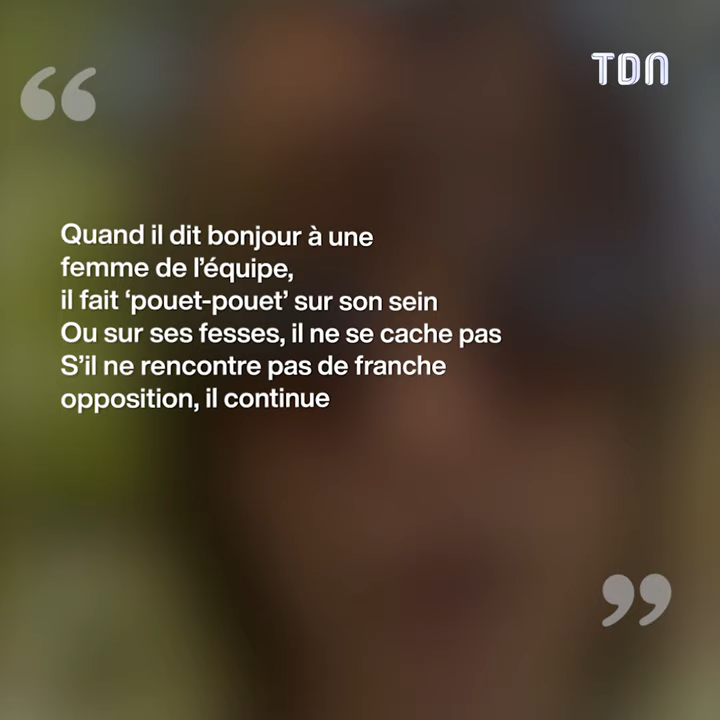 TDN
“
Quand il dit bonjour à une
femme de l’équipe,
il fait ‘pouet-pouet’ sur son sein
Ou sur ses fesses, il ne se cache pas
S’il ne rencontre pas de franche
opposition, il continue
”